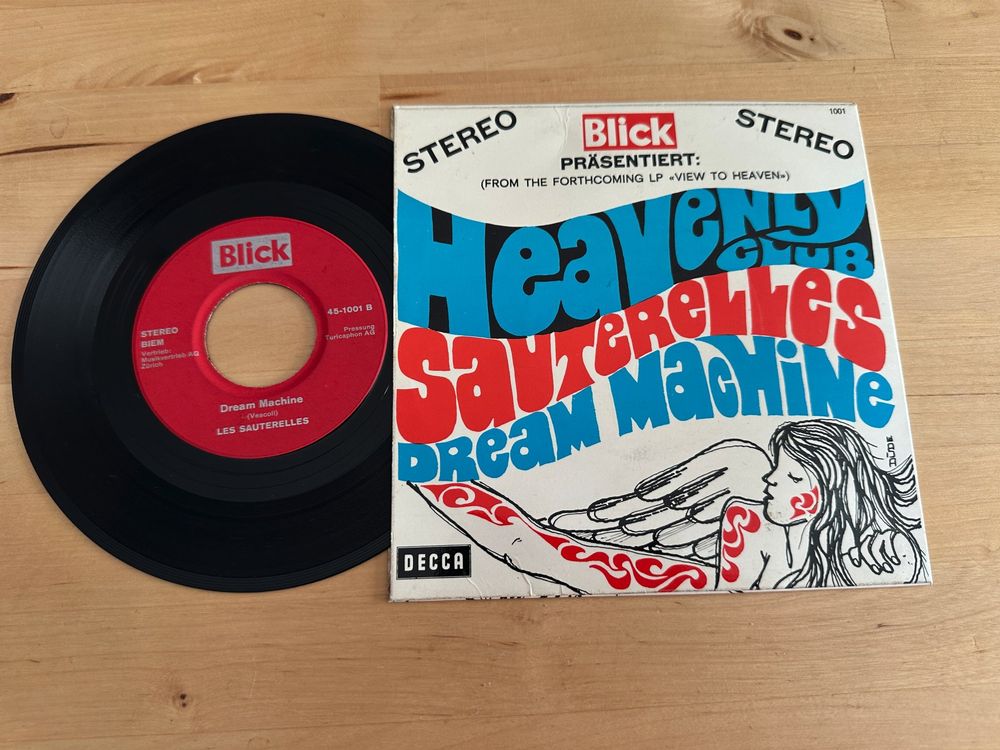 Blick
45-1001 B
STEREO
BIEM
Vertrieb:
Musikvertrieb AG
Zürich
Pressung
Turicaphon AG
Dream Machine
(Vescoli)
LES SAUTERELLES
1001
STEREO
Blick
STEREO
PRÄSENTIERT:
(FROM THE FORTHCOMING LP «VIEW TO HEAVEN»)
HeaVenLy
CLUB
SauTeReLLeS
DReam MacHine
DECCA